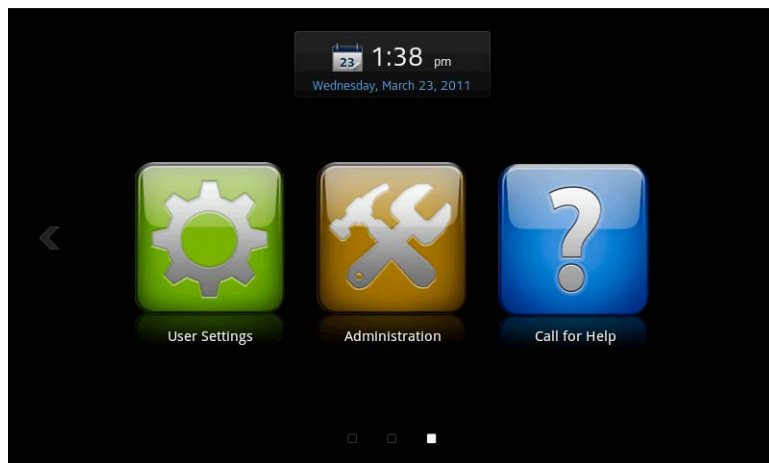 23 1:38 pm
Wednesday, March 23, 2011
User Settings Administration Call for Help